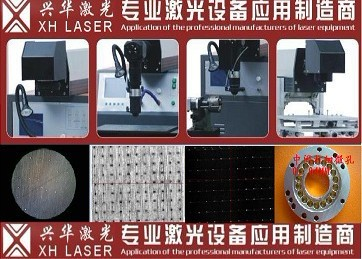 兴华激光
XH LASER
专业激光设备应用制造商
Application of the professional manufacturers of laser equipment
兴华激光
XH LASER
专业激光设备应用制造商
Application of the professional manufacturers of laser equipment